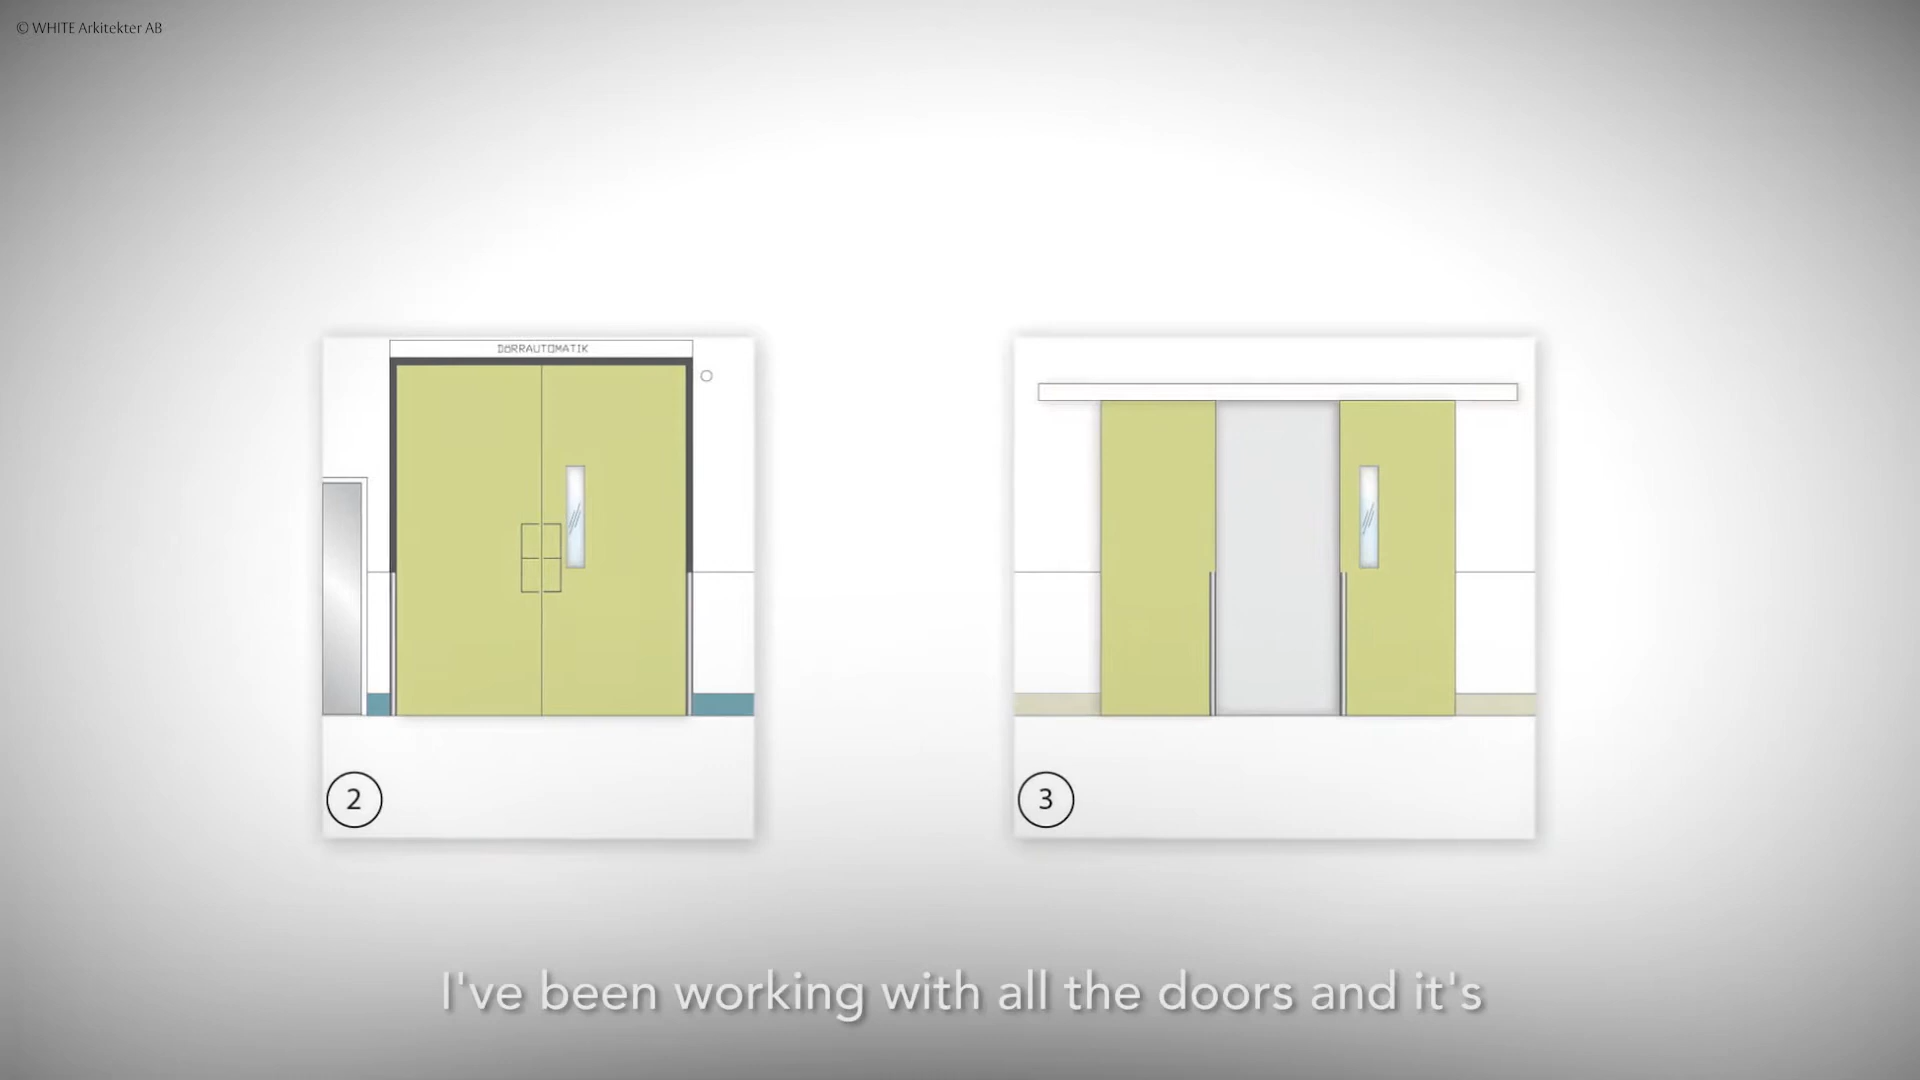 © WHITE Arkitekter AB
DÖRRAUTOMATIK
2
3
I've been working with all the doors and it's